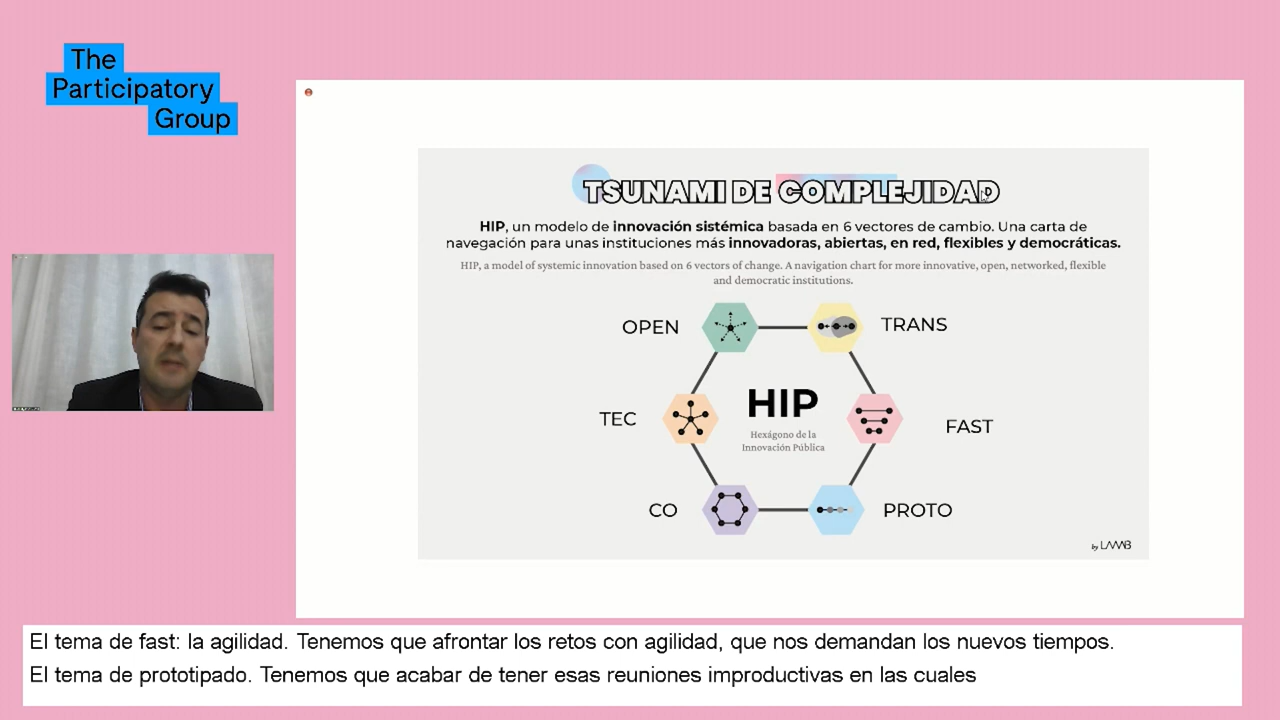 The
Participatory
Group
TSUNAMI DE COMPLEJIDAD
HIP, un modelo de innovación sistémica basada en 6 vectores de cambio. Una carta de
navegación para unas instituciones más innovadoras, abiertas, en red, flexibles y democráticas.
HIP, a model of systemic innovation based on 6 vectors of change. A navigation chart for more innovative, open, networked, flexible
and democratic institutions.
OPEN
TRANS
TEC
HIP
Hexágono de la
Innovación Pública
FAST
CO
PROTO
by LAAAB
El tema de fast: la agilidad. Tenemos que afrontar los retos con agilidad, que nos demandan los nuevos tiempos.
El tema de prototipado. Tenemos que acabar de tener esas reuniones improductivas en las cuales